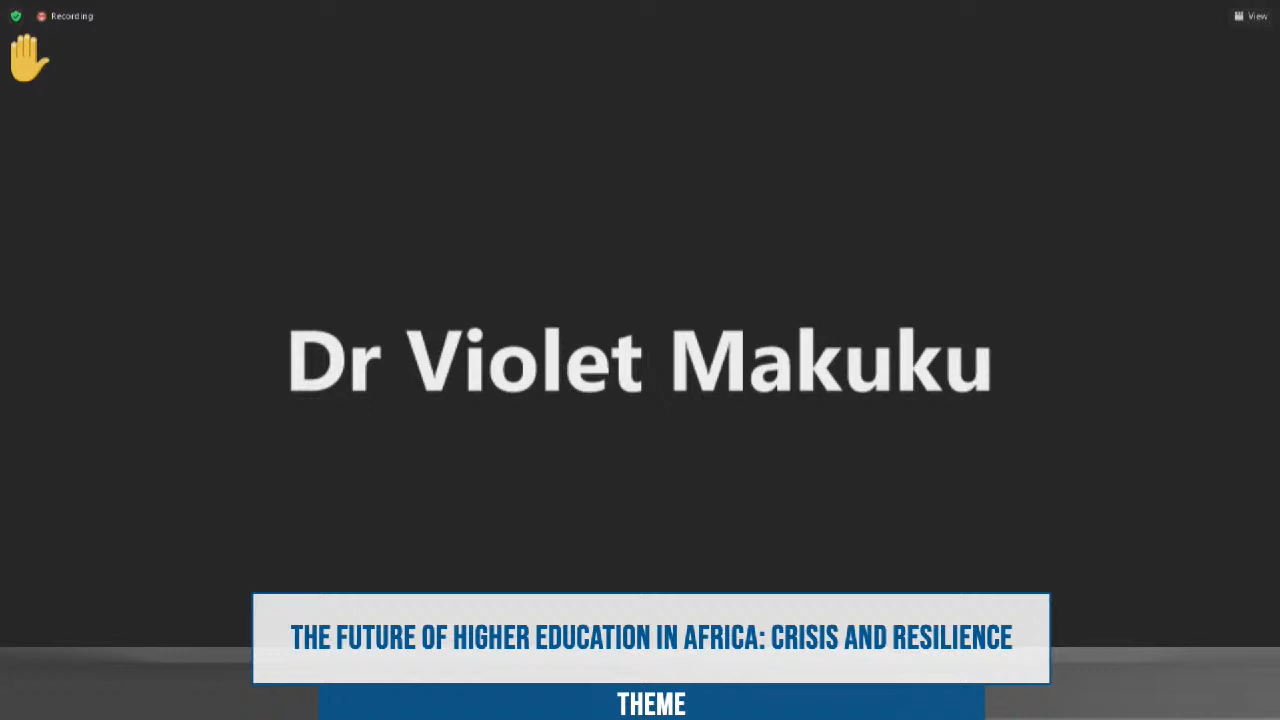 Recording
View
Dr Violet Makuku
THE FUTURE OF HIGHER EDUCATION IN AFRICA: CRISIS AND RESILIENCE
THEME